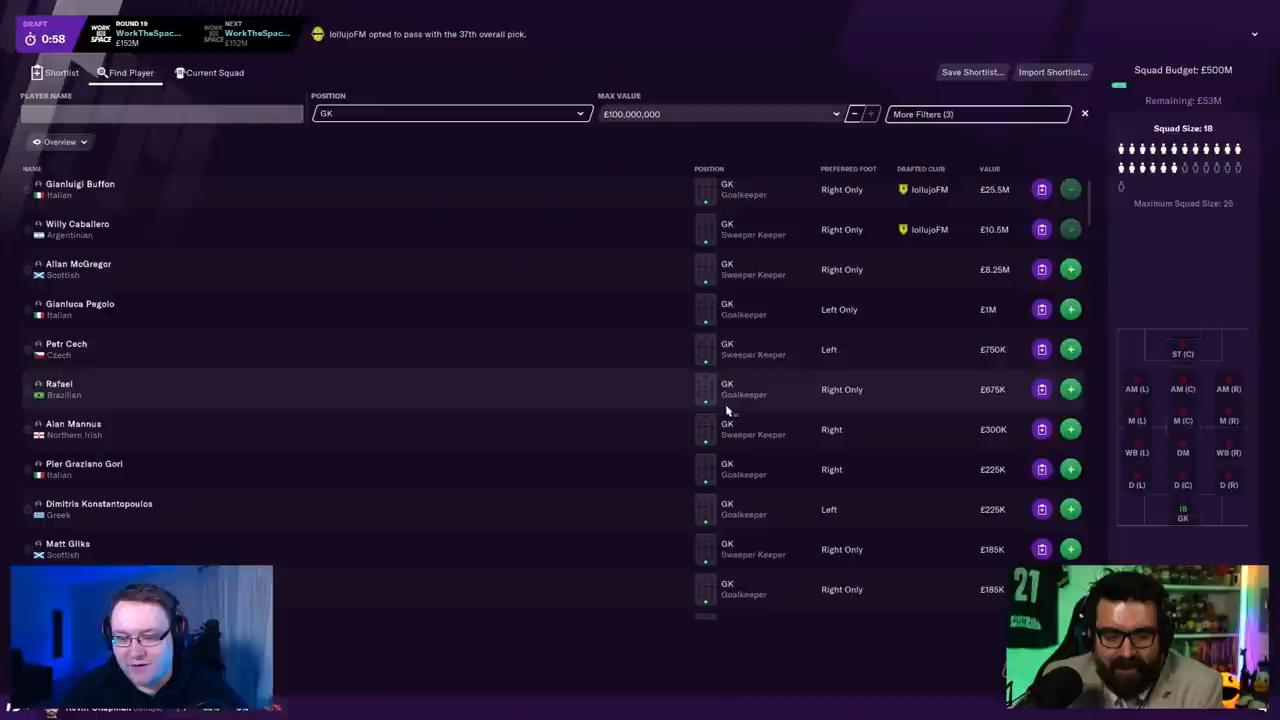 DRAFT
0:58
WORK THE SPACE
ROUND 19
WorkTheSpac...
£152M
WORK THE SPACE
NEXT
WorkTheSpac...
£152M
lollujoFM opted to pass with the 37th overall pick.
Shortlist
Find Player
Current Squad
Save Shortlist...
Import Shortlist...
Squad Budget: £500M
PLAYER NAME
POSITION
MAX VALUE
Remaining: £53M
GK
£100,000,000
More Filters (3)
Squad Size: 18
Overview
NAME
POSITION
PREFERRED FOOT
DRAFTED CLUB
VALUE
Maximum Squad Size: 25
Gianluigi Buffon
Italian
GK
Goalkeeper
Right Only
lollujoFM
£25.5M
Willy Caballero
Argentinian
GK
Sweeper Keeper
Right Only
lollujoFM
£10.5M
Allan McGregor
Scottish
GK
Sweeper Keeper
Right Only
£8.25M
Gianluca Pegolo
Italian
GK
Goalkeeper
Left Only
£1M
Petr Cech
Czech
GK
Sweeper Keeper
Left
£750K
Rafael
Brazilian
GK
Goalkeeper
Right Only
£675K
Alan Mannus
Northern Irish
GK
Sweeper Keeper
Right
£300K
Pier Graziano Gori
Italian
GK
Goalkeeper
Right
£225K
Dimitris Konstantopoulos
Greek
GK
Goalkeeper
Left
£225K
Matt Gilks
Scottish
GK
Sweeper Keeper
Right Only
£185K
GK
Goalkeeper
Right Only
£185K
ST (C)
AM (L)
AM (C)
AM (R)
M (L)
M (C)
M (R)
WB (L)
DM
WB (R)
D (L)
D (C)
D (R)
18
GK
21